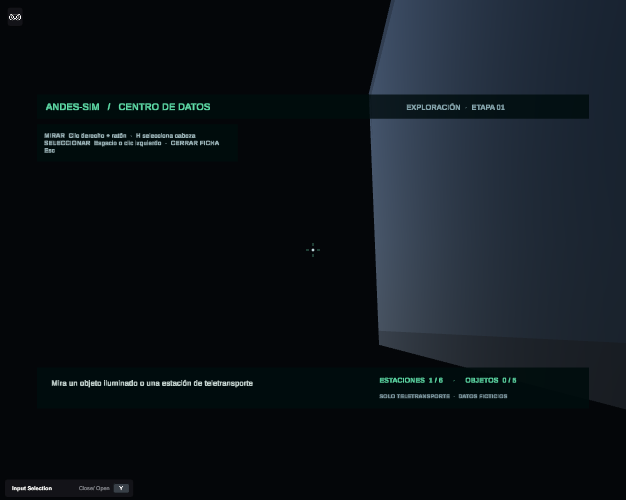 ANDES-SIM / CENTRO DE DATOS
EXPLORACIÓN · ETAPA 01
MIRAR Clic derecho + ratón · H selecciona cabeza
SELECCIONAR Espacio o clic izquierdo · CERRAR FICHA
Esc
Mira un objeto iluminado o una estación de teletransporte
ESTACIONES 1 / 6 · OBJETOS 0 / 5
SOLO TELETRANSPORTE · DATOS FICTICIOS
Input Selection Close/Open Y